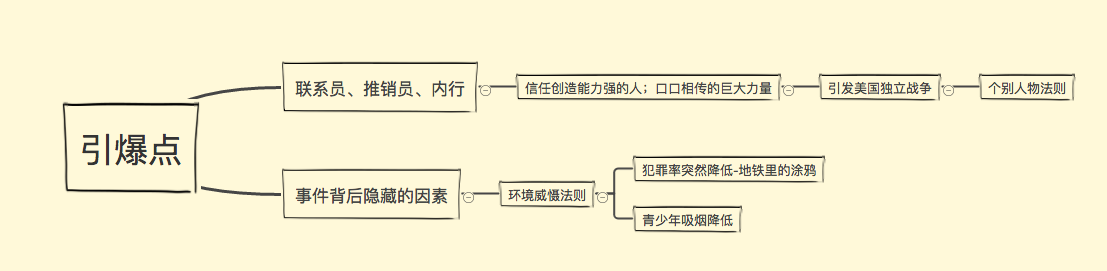 引爆点
联系员、推销员、内行
信任创造能力强的人；口口相传的巨大力量
引发美国独立战争
个别人物法则
事件背后隐藏的因素
环境威慑法则
犯罪率突然降低-地铁里的涂鸦
青少年吸烟降低